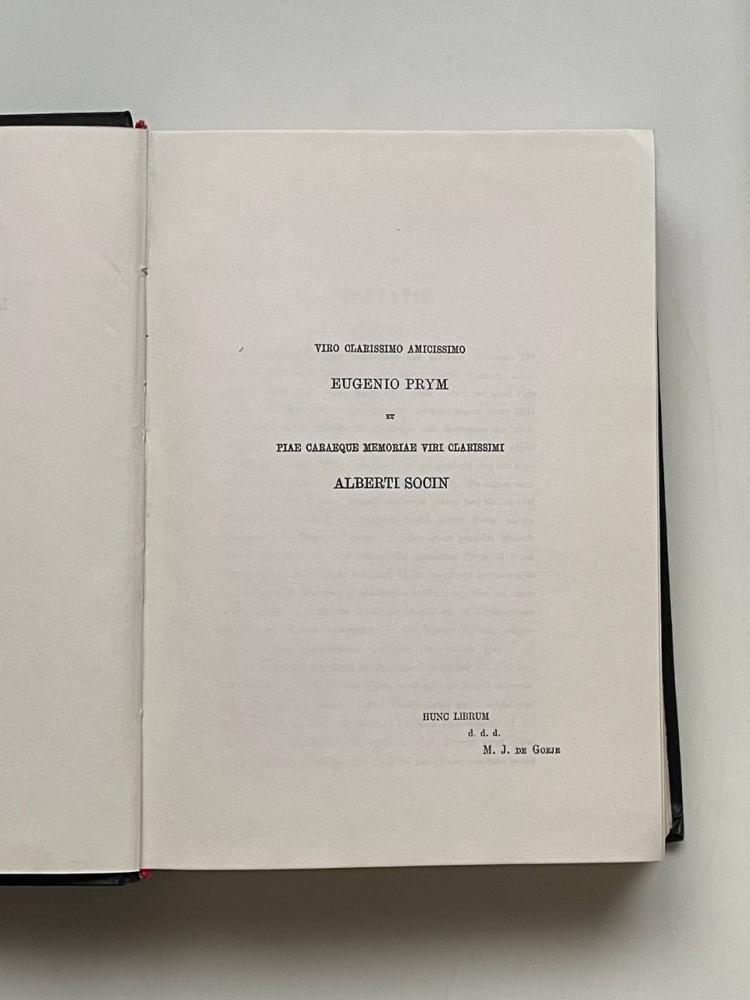 VIRO CLARISSIMO AMICISSIMO
EUGENIO PRYM
ET
PIAE CARAEQUE MEMORIAE VIRI CLARISSIMI
ALBERTI SOCIN
HUNC LIBRUM
d. d. d.
M. J. DE GOEJE